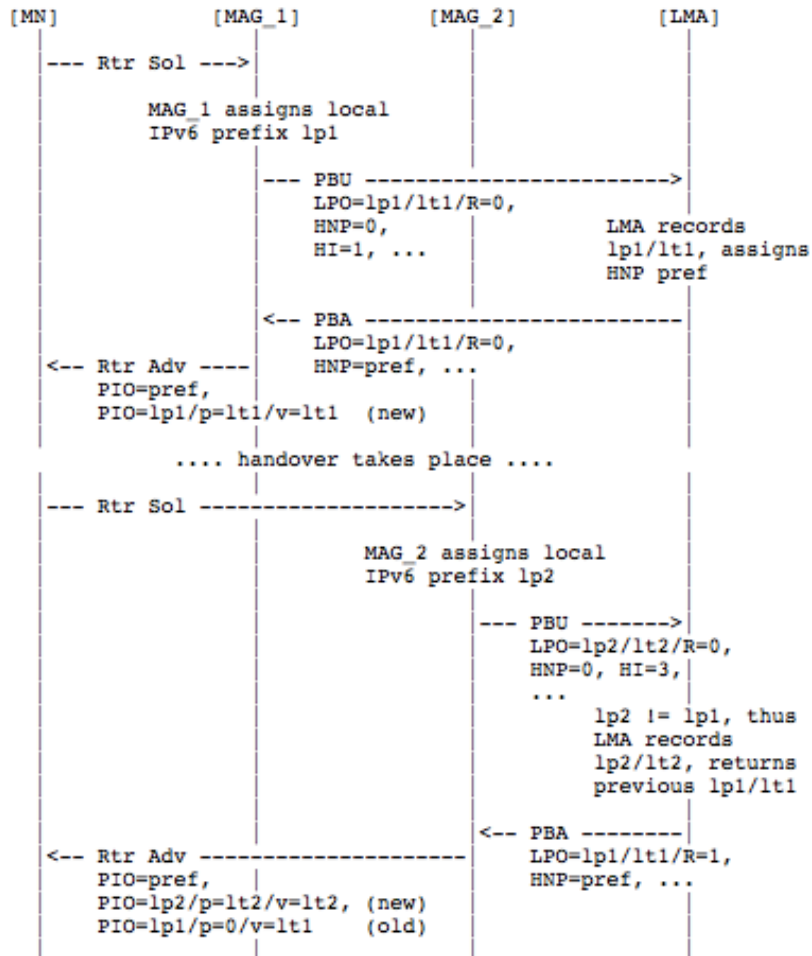 [MN] [MAG_1] [MAG_2] [LMA]
--- Rtr Sol --->
MAG_1 assigns local
IPv6 prefix lp1
--- PBU ------------------------>
LPO=lp1/lt1/R=0,
HNP=0, LMA records
HI=1, ... lp1/lt1, assigns
HNP pref
<-- PBA -------------------------
LPO=lp1/lt1/R=0,
<-- Rtr Adv ---- HNP=pref, ...
PIO=pref,
PIO=lp1/p=lt1/v=lt1 (new)
.... handover takes place ....
--- Rtr Sol -------------------->
MAG_2 assigns local
IPv6 prefix lp2
--- PBU ------->
LPO=lp2/lt2/R=0,
HNP=0, HI=3,
...
lp2 != lp1, thus
LMA records
lp2/lt2, returns
previous lp1/lt1
<-- PBA --------
<-- Rtr Adv --------------------- LPO=lp1/lt1/R=1,
PIO=pref, HNP=pref, ...
PIO=lp2/p=lt2/v=lt2, (new)
PIO=lp1/p=0/v=lt1 (old)